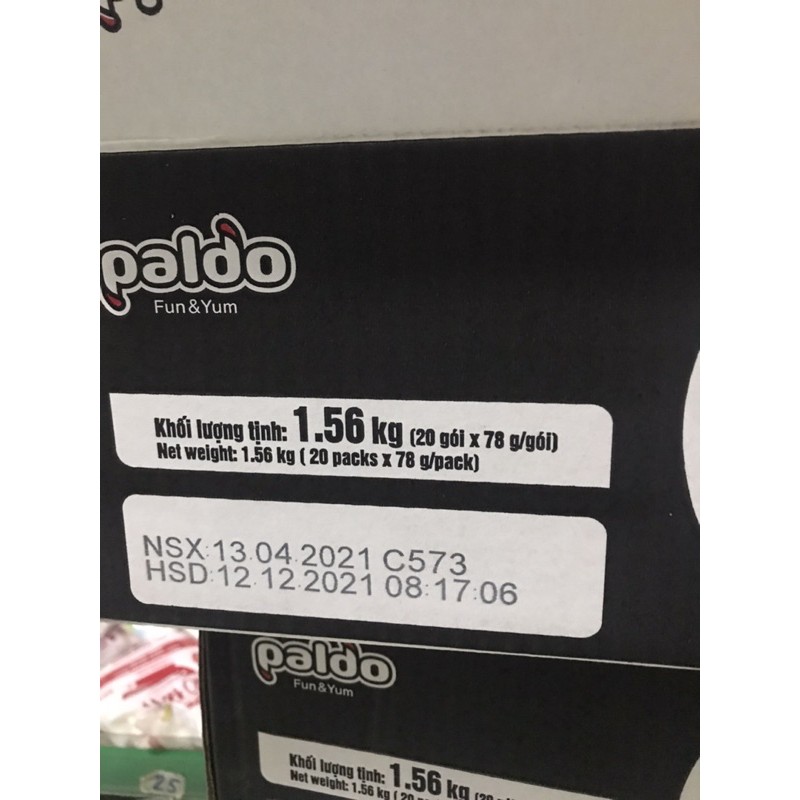 paldo
Fun&Yum
Khối lượng tịnh: 1.56 kg (20 gói x 78 g/gói)
Net weight: 1.56 kg ( 20 packs x 78 g/pack)
NSX:13.04.2021 C573
HSD:12.12.2021 08:17:06
paldo
Fun&Yum
Khối lượng tịnh: 1.56 kg
Net weight: 1.56 kg ( 20
25